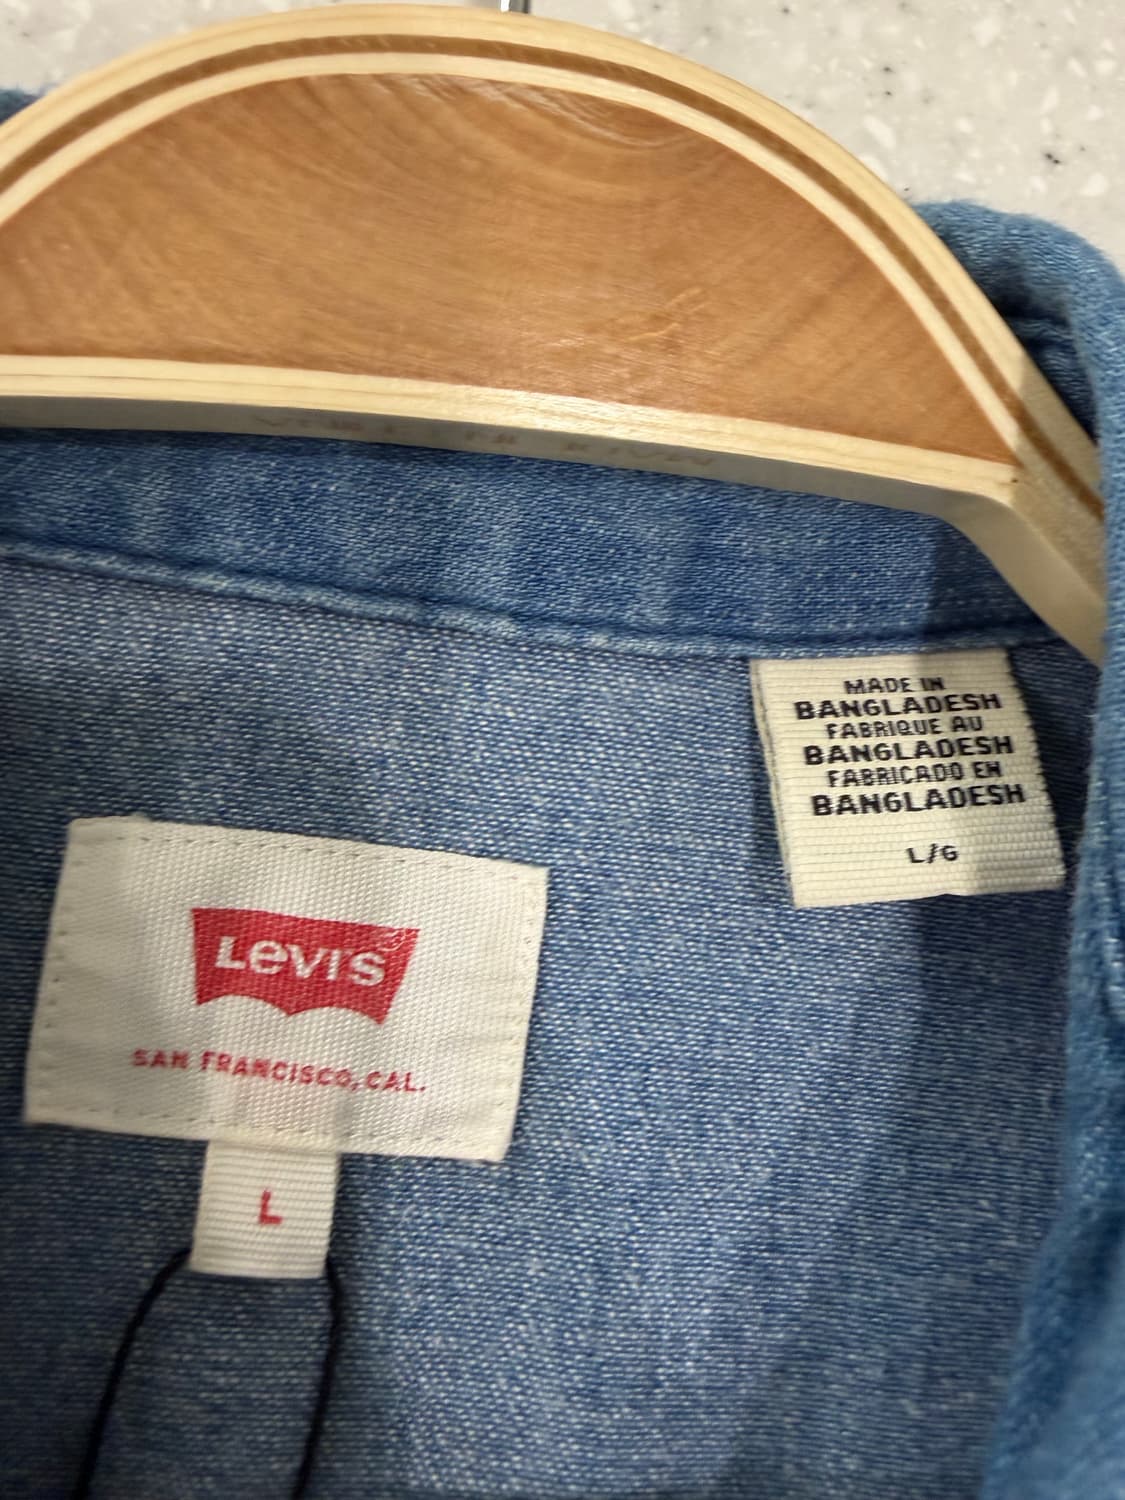 MADE IN
BANGLADESH
FABRIQUE AU
BANGLADESH
FABRICADO EN
BANGLADESH
L/G
LEVI'S
SAN FRANCISCO, CAL.
L